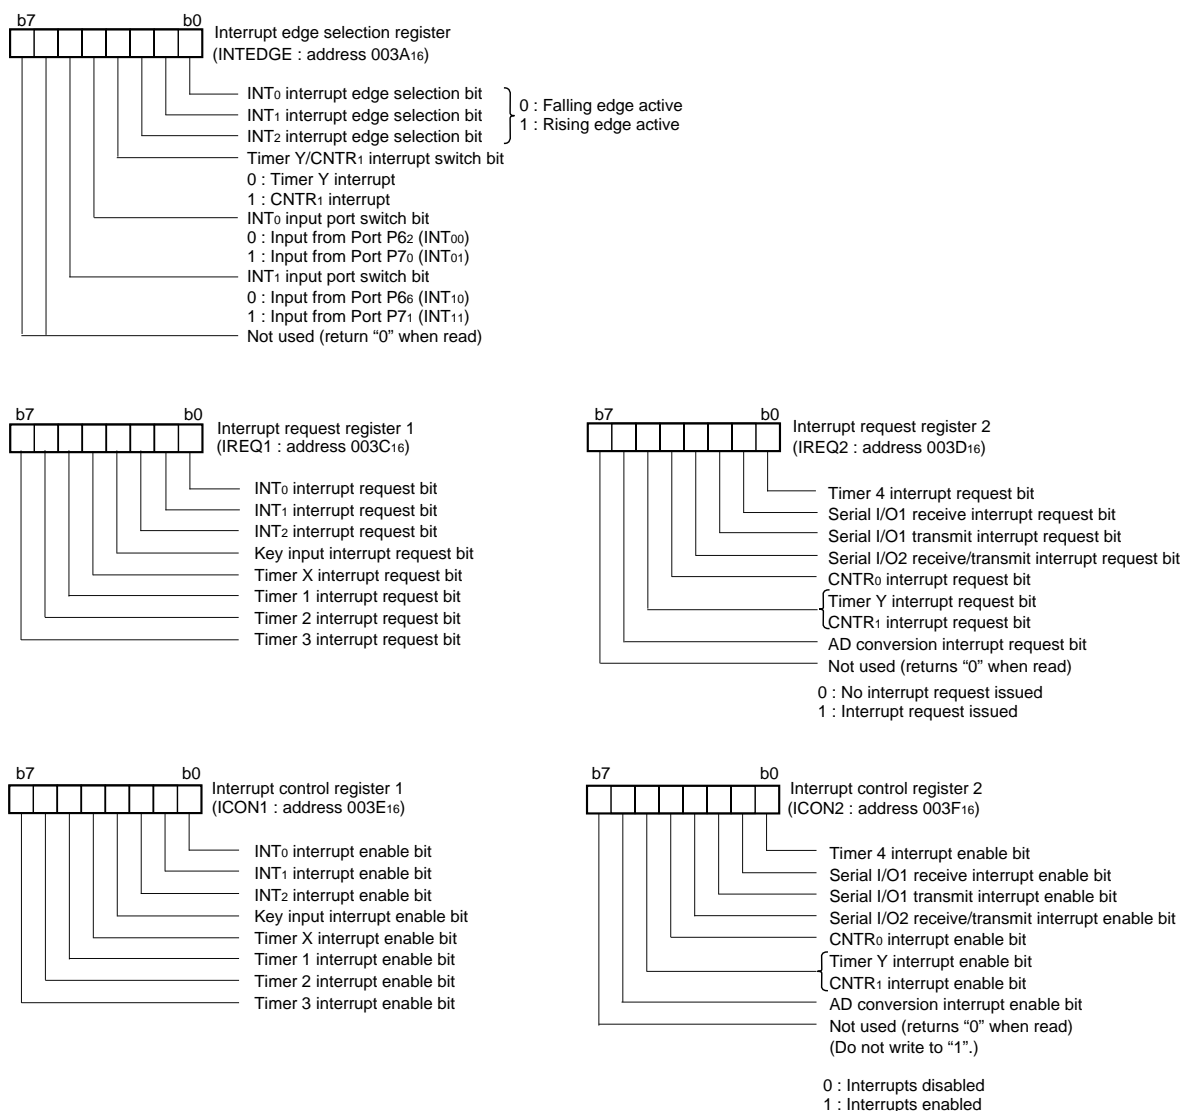 b7 b0
Interrupt edge selection register
(INTEDGE : address 003A16)
INT0 interrupt edge selection bit
INT1 interrupt edge selection bit
INT2 interrupt edge selection bit
0 : Falling edge active
1 : Rising edge active
Timer Y/CNTR1 interrupt switch bit
0 : Timer Y interrupt
1 : CNTR1 interrupt
INT0 input port switch bit
0 : Input from Port P62 (INT00)
1 : Input from Port P70 (INT01)
INT1 input port switch bit
0 : Input from Port P66 (INT10)
1 : Input from Port P71 (INT11)
Not used (return “0” when read)
b7 b0
Interrupt request register 1
(IREQ1 : address 003C16)
INT0 interrupt request bit
INT1 interrupt request bit
INT2 interrupt request bit
Key input interrupt request bit
Timer X interrupt request bit
Timer 1 interrupt request bit
Timer 2 interrupt request bit
Timer 3 interrupt request bit
b7 b0
Interrupt request register 2
(IREQ2 : address 003D16)
Timer 4 interrupt request bit
Serial I/O1 receive interrupt request bit
Serial I/O1 transmit interrupt request bit
Serial I/O2 receive/transmit interrupt request bit
CNTR0 interrupt request bit
Timer Y interrupt request bit
CNTR1 interrupt request bit
AD conversion interrupt request bit
Not used (returns “0” when read)
0 : No interrupt request issued
1 : Interrupt request issued
b7 b0
Interrupt control register 1
(ICON1 : address 003E16)
INT0 interrupt enable bit
INT1 interrupt enable bit
INT2 interrupt enable bit
Key input interrupt enable bit
Timer X interrupt enable bit
Timer 1 interrupt enable bit
Timer 2 interrupt enable bit
Timer 3 interrupt enable bit
b7 b0
Interrupt control register 2
(ICON2 : address 003F16)
Timer 4 interrupt enable bit
Serial I/O1 receive interrupt enable bit
Serial I/O1 transmit interrupt enable bit
Serial I/O2 receive/transmit interrupt enable bit
CNTR0 interrupt enable bit
Timer Y interrupt enable bit
CNTR1 interrupt enable bit
AD conversion interrupt enable bit
Not used (returns “0” when read)
(Do not write to “1”.)
0 : Interrupts disabled
1 : Interrupts enabled